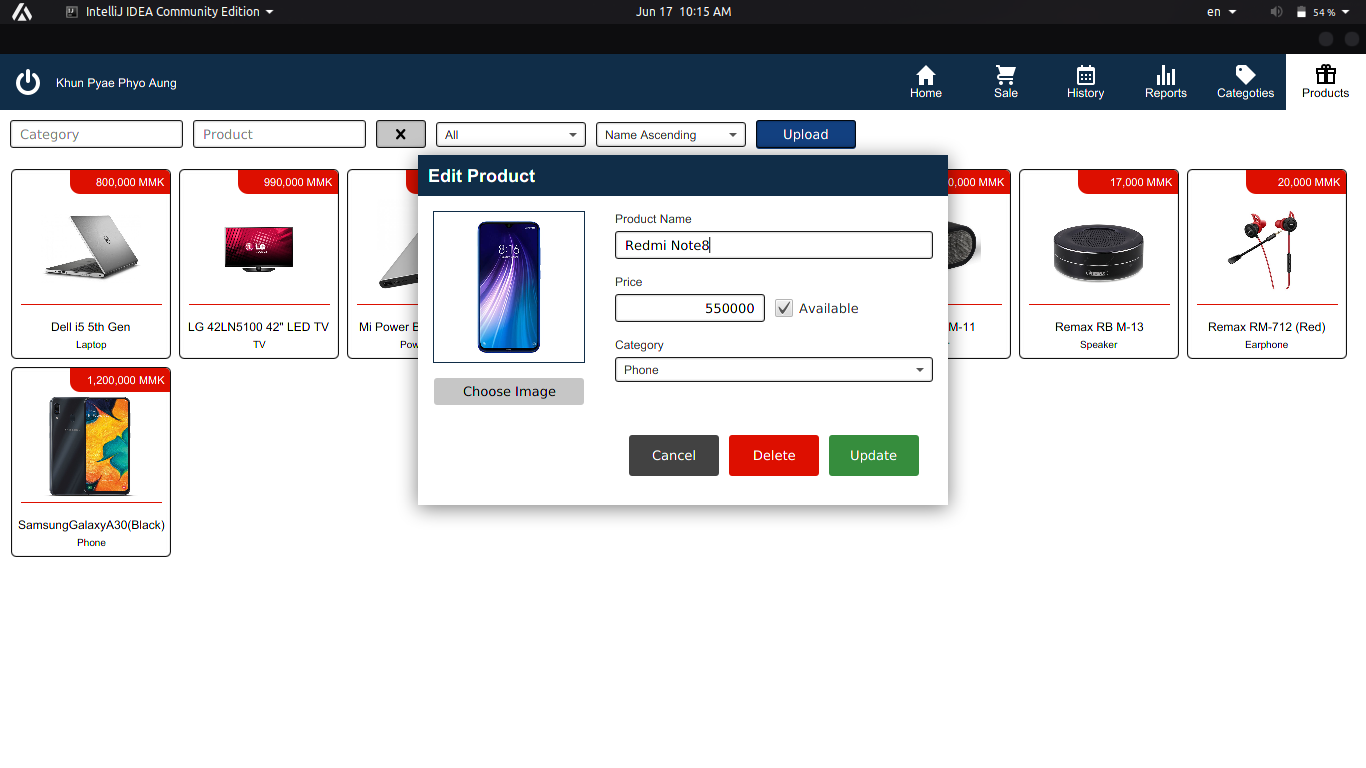 IntelliJ IDEA Community Edition
Jun 17 10:15 AM
en
54 %
Khun Pyae Phyo Aung
Home
Sale
History
Reports
Categoties
Products
Category
Product
All
Name Ascending
Upload
800,000 MMK
Dell i5 5th Gen
Laptop
990,000 MMK
LG
LG 42LN5100 42" LED TV
TV
Mi Power B
Pow
0,000 MMK
M-11
17,000 MMK
Remax RB M-13
Speaker
20,000 MMK
Remax RM-712 (Red)
Earphone
1,200,000 MMK
SamsungGalaxyA30(Black)
Phone
Edit Product
8:16
Choose Image
Product Name
Redmi Note8
Price
550000
Available
Category
Phone
Cancel
Delete
Update